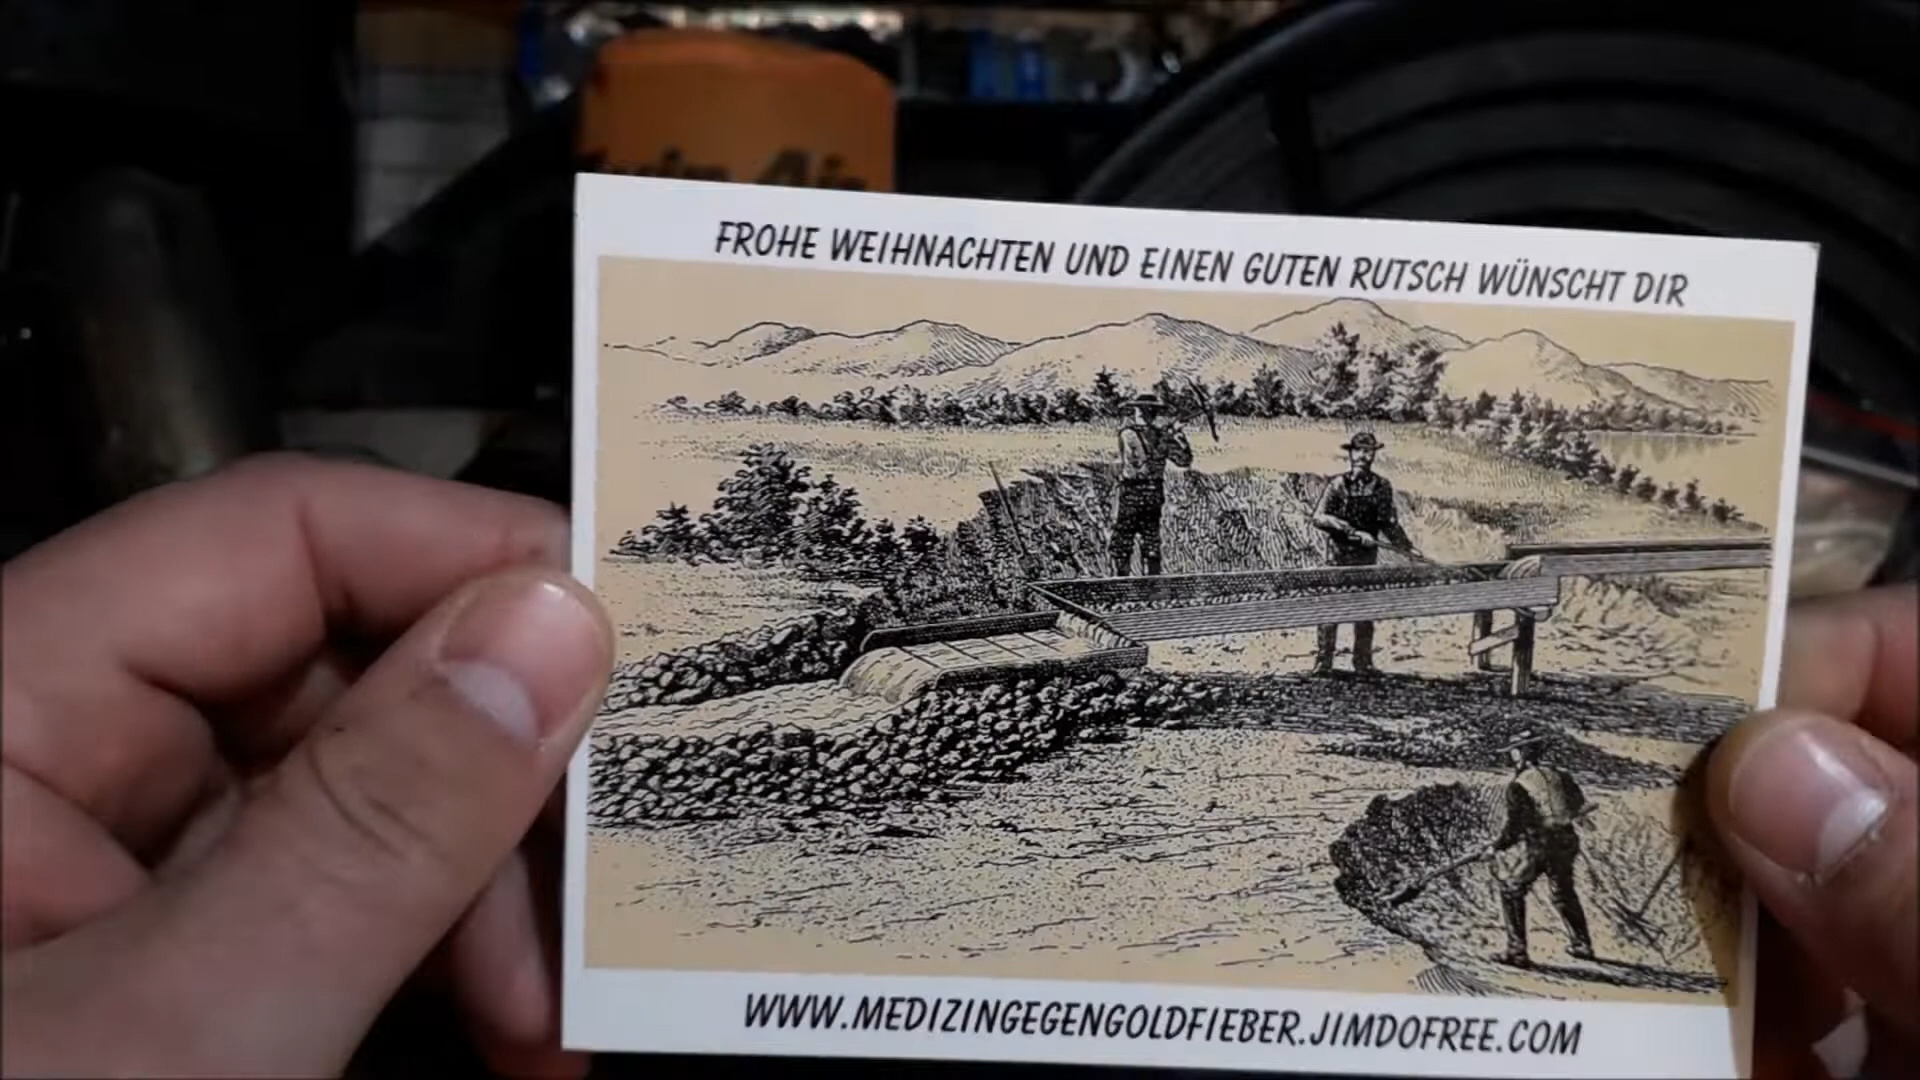 FROHE WEIHNACHTEN UND EINEN GUTEN RUTSCH WÜNSCHT DIR
WWW.MEDIZINGEGENGOLDFIEBER.JIMDOFREE.COM